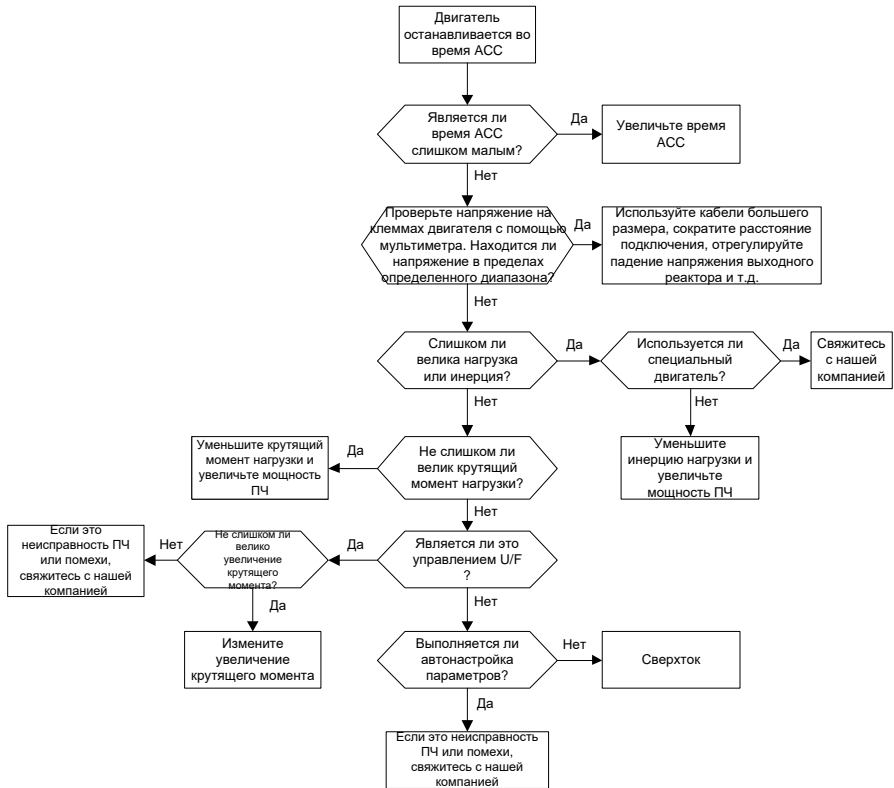 Двигатель
останавливается во
время ACC
Является ли
время ACC
слишком малым?
Да
Увеличьте время
ACC
Нет
Проверьте напряжение на
клеммах двигателя с помощью
мультиметра. Находится ли
напряжение в пределах
определенного диапазона?
Да
Используйте кабели большего
размера, сократите расстояние
подключения, отрегулируйте
падение напряжения выходного
реактора и т.д.
Нет
Слишком ли
велика нагрузка
или инерция?
Да
Используется ли
специальный
двигатель?
Да
Свяжитесь
с нашей
компанией
Нет
Нет
Уменьшите
инерцию нагрузки и
увеличьте
мощность ПЧ
Не слишком ли
велик крутящий
момент нагрузки?
Да
Уменьшите крутящий
момент нагрузки и
увеличьте мощность
ПЧ
Нет
Является ли это
управлением U/F
?
Да
Не слишком ли
велико
увеличение
крутящего
момента?
Нет
Если это
неисправность ПЧ
или помехи,
свяжитесь с нашей
компанией
Да
Измените
увеличение
крутящего момента
Нет
Выполняется ли
автонастройка
параметров?
Нет
Сверхток
Да
Если это неисправность
ПЧ или помехи,
свяжитесь с нашей
компанией